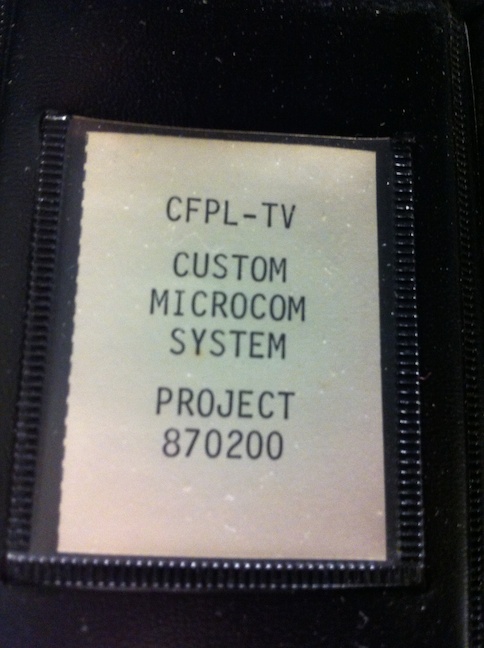 CFPL-TV
CUSTOM
MICROCOM
SYSTEM
PROJECT
870200